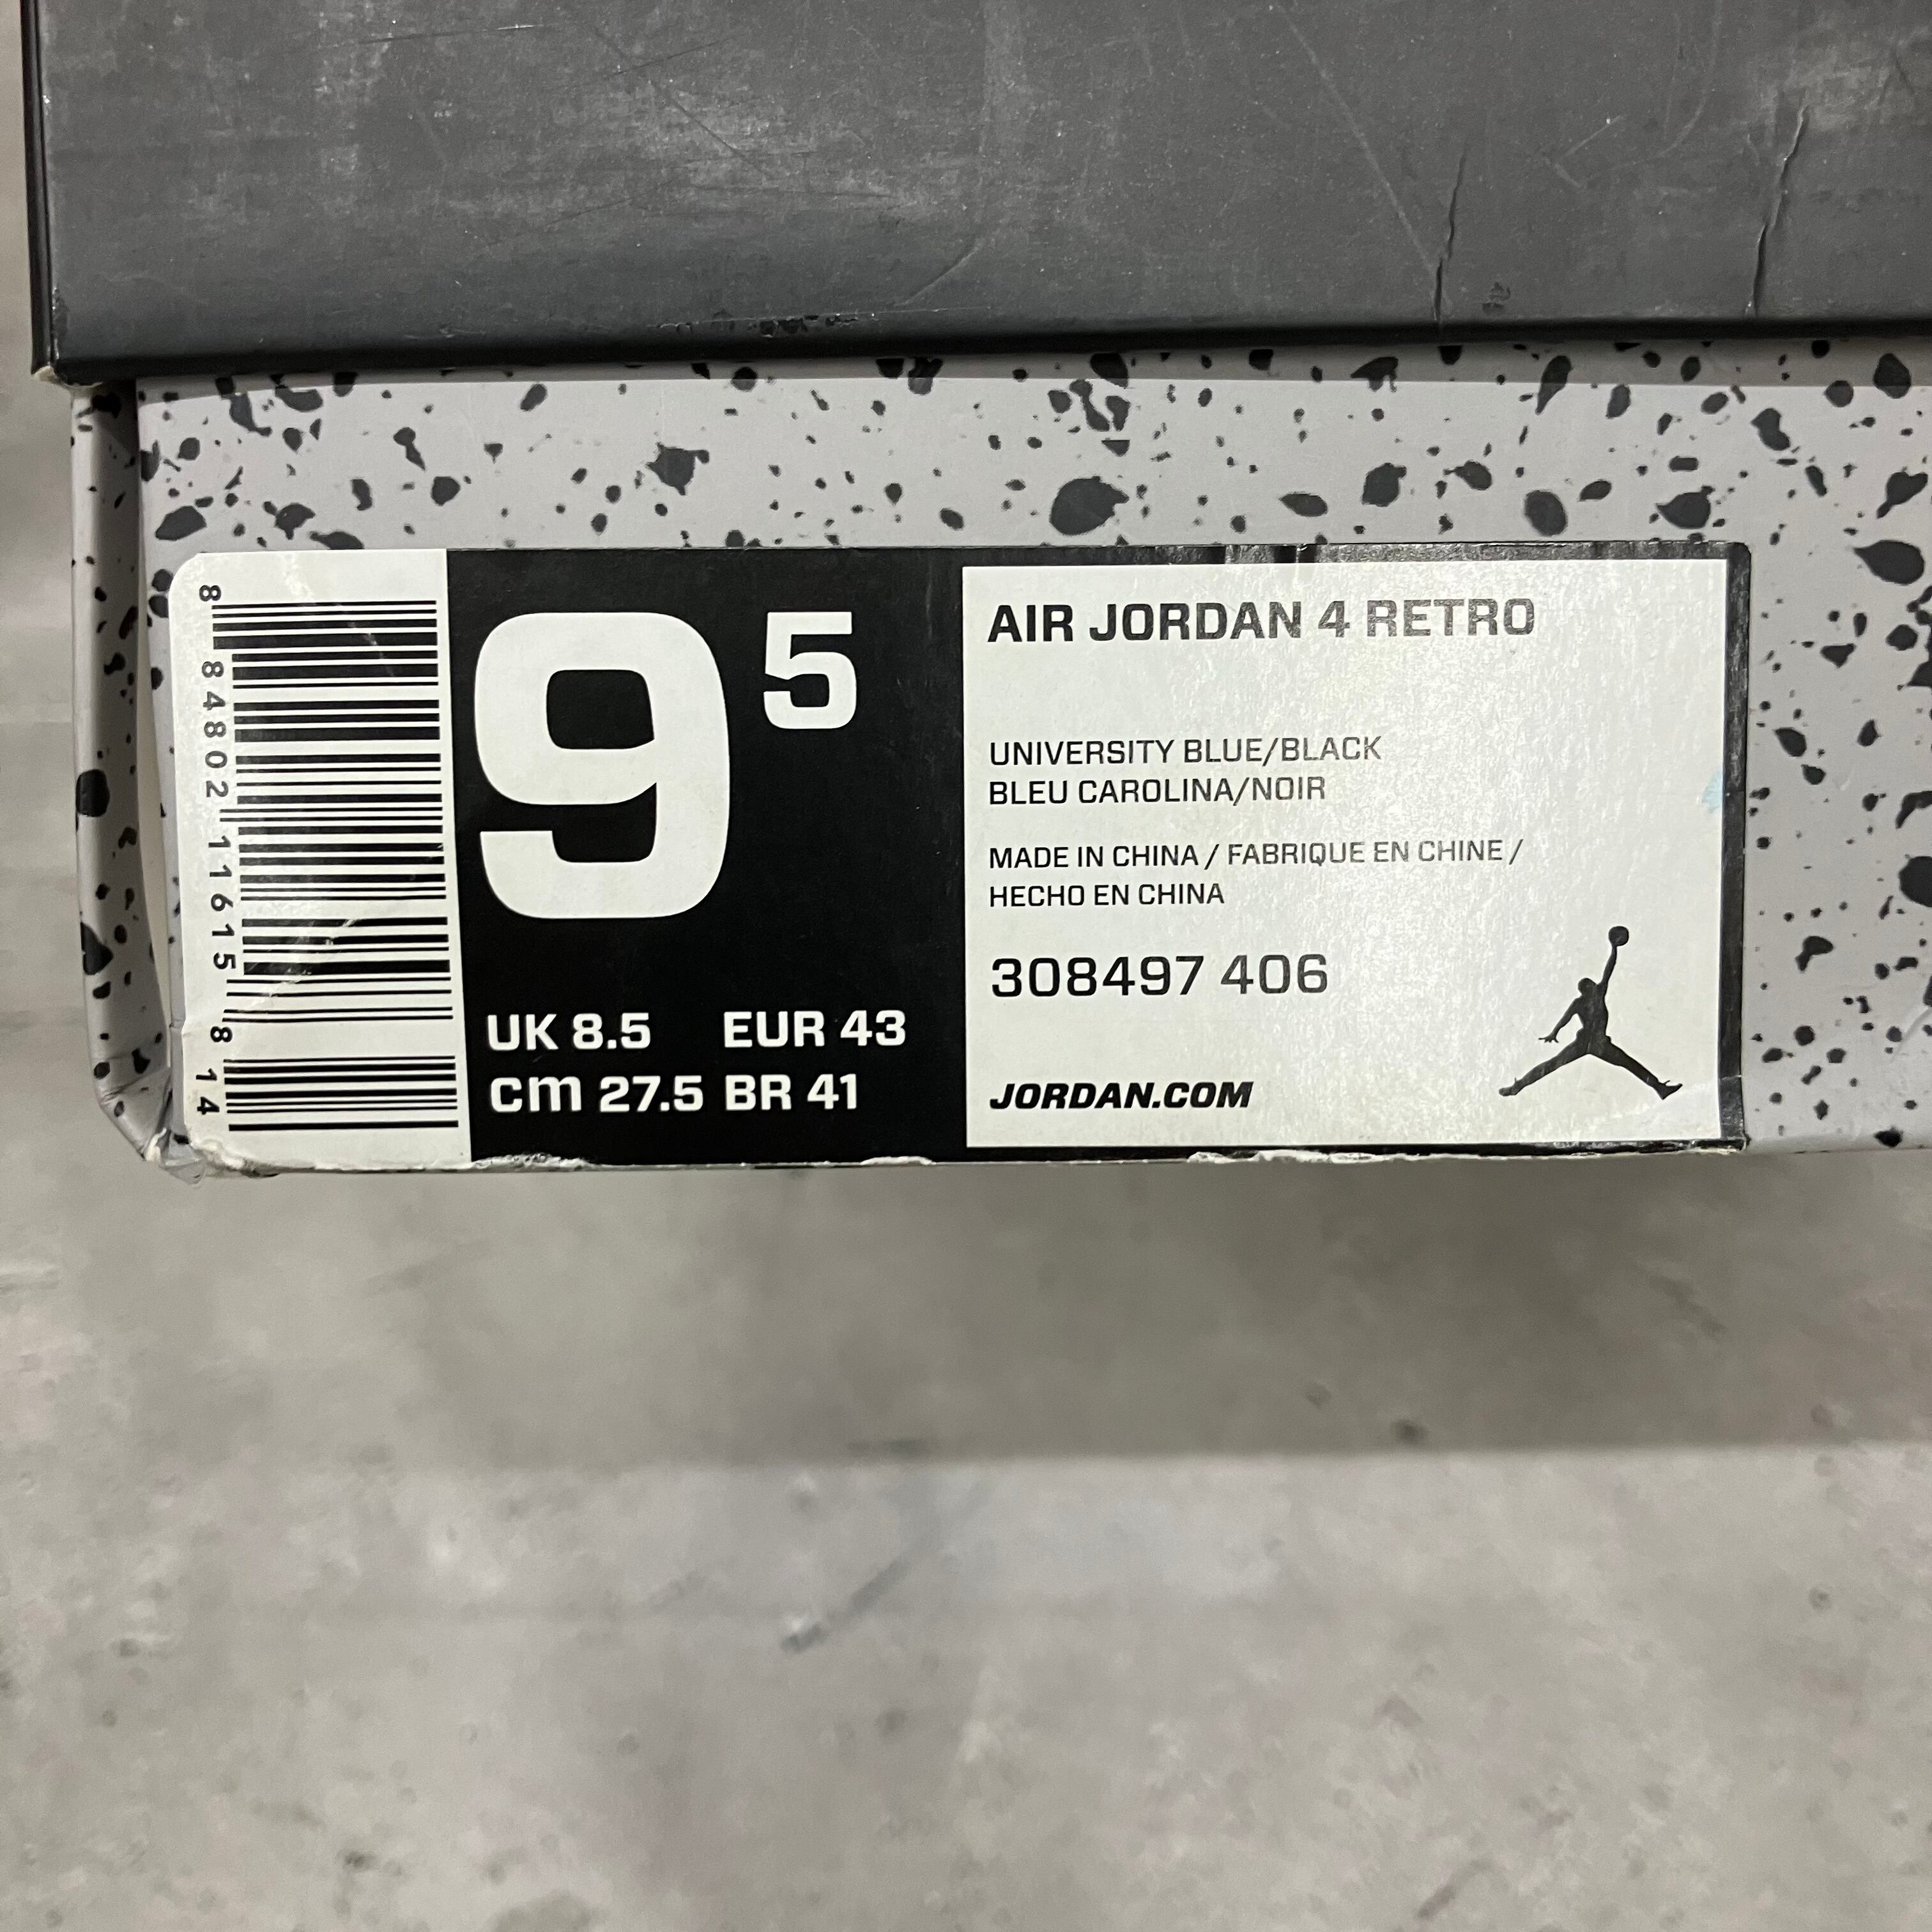 8 84802 11615 8 14
9 5
UK 8.5 EUR 43
cm 27.5 BR 41
AIR JORDAN 4 RETRO
UNIVERSITY BLUE/BLACK
BLEU CAROLINA/NOIR
MADE IN CHINA / FABRIQUE EN CHINE /
HECHO EN CHINA
308497 406
JORDAN.COM